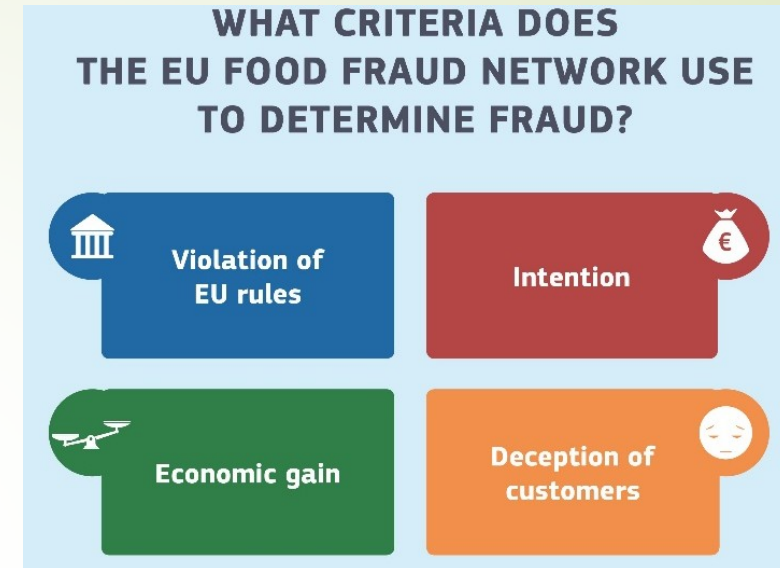 WHAT CRITERIA DOES
THE EU FOOD FRAUD NETWORK USE
TO DETERMINE FRAUD?
Violation of
EU rules
€
Intention
Economic gain
Deception of
customers